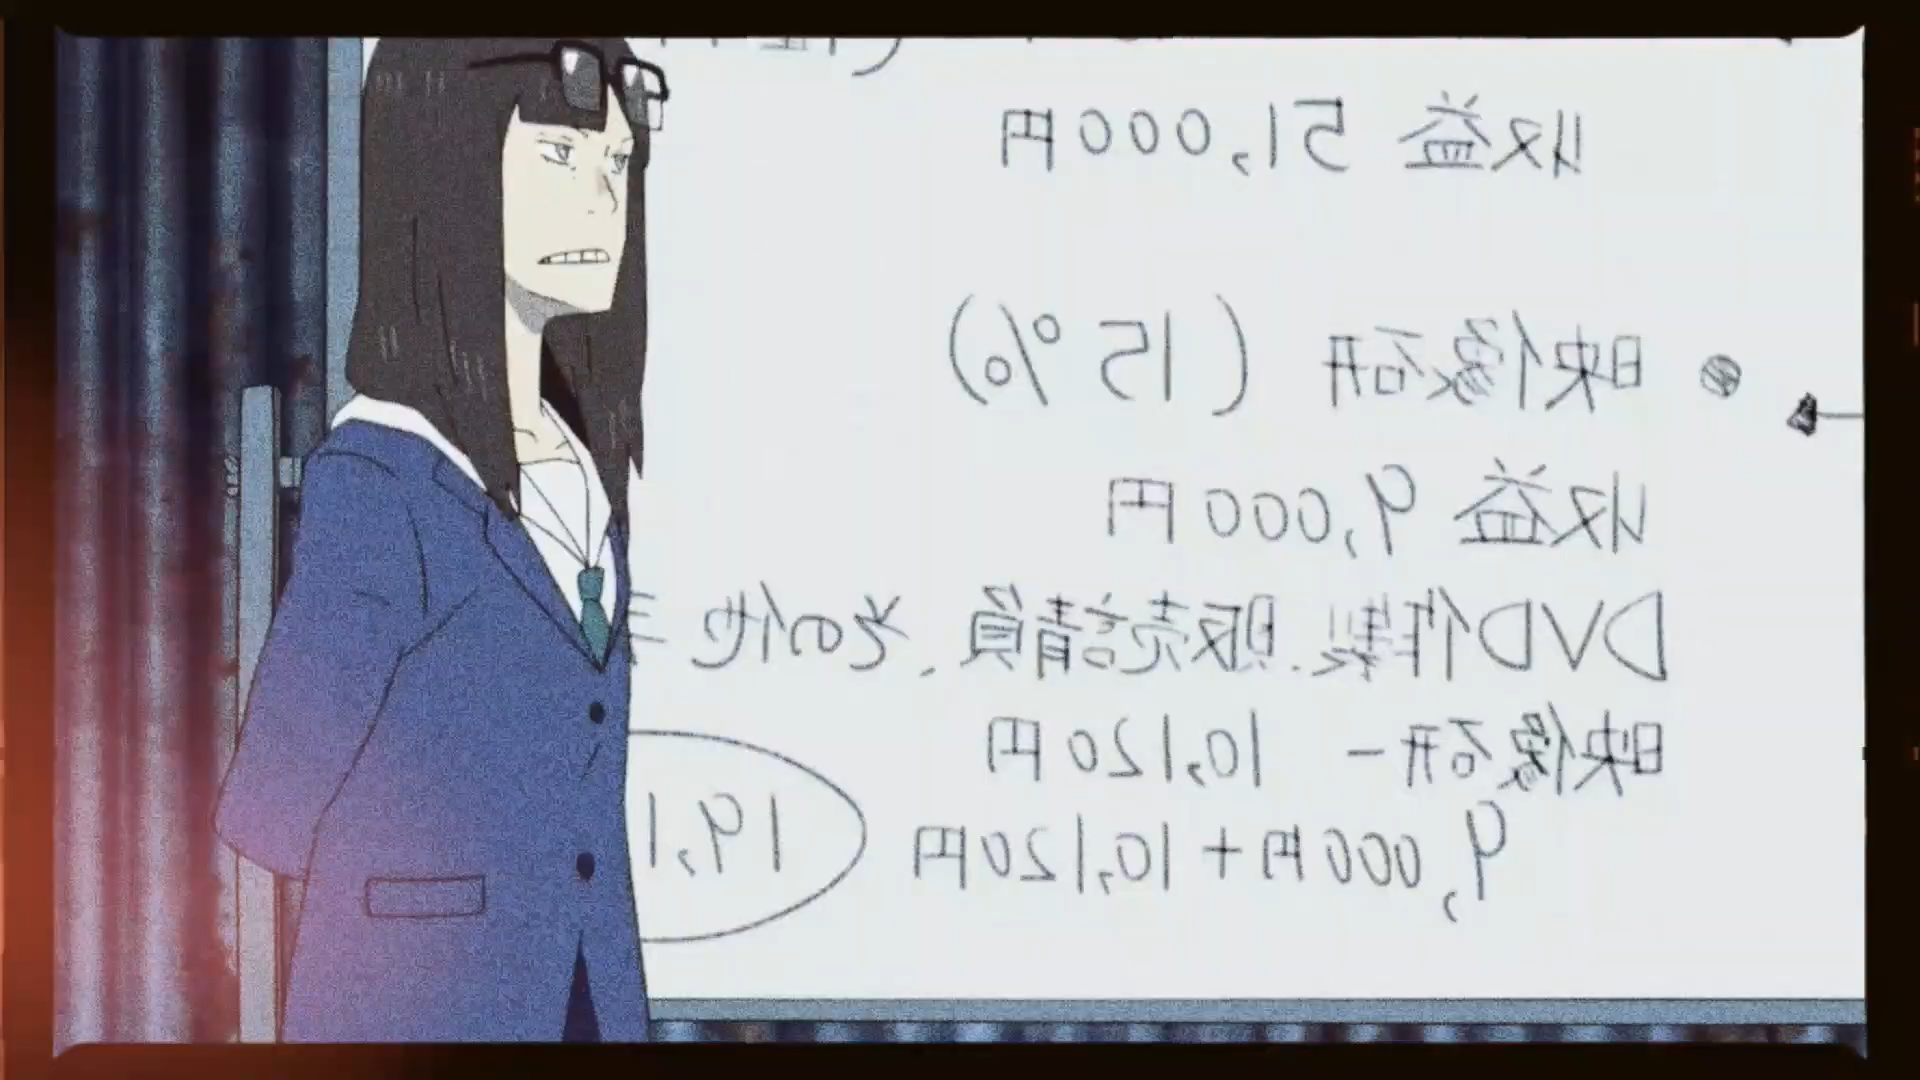 収益 51,000円
映像研 (15%)
収益 9,000円
DVD作製、販売請負、その他
映像研ー 10,120円
9,000円+10,120円
19,1